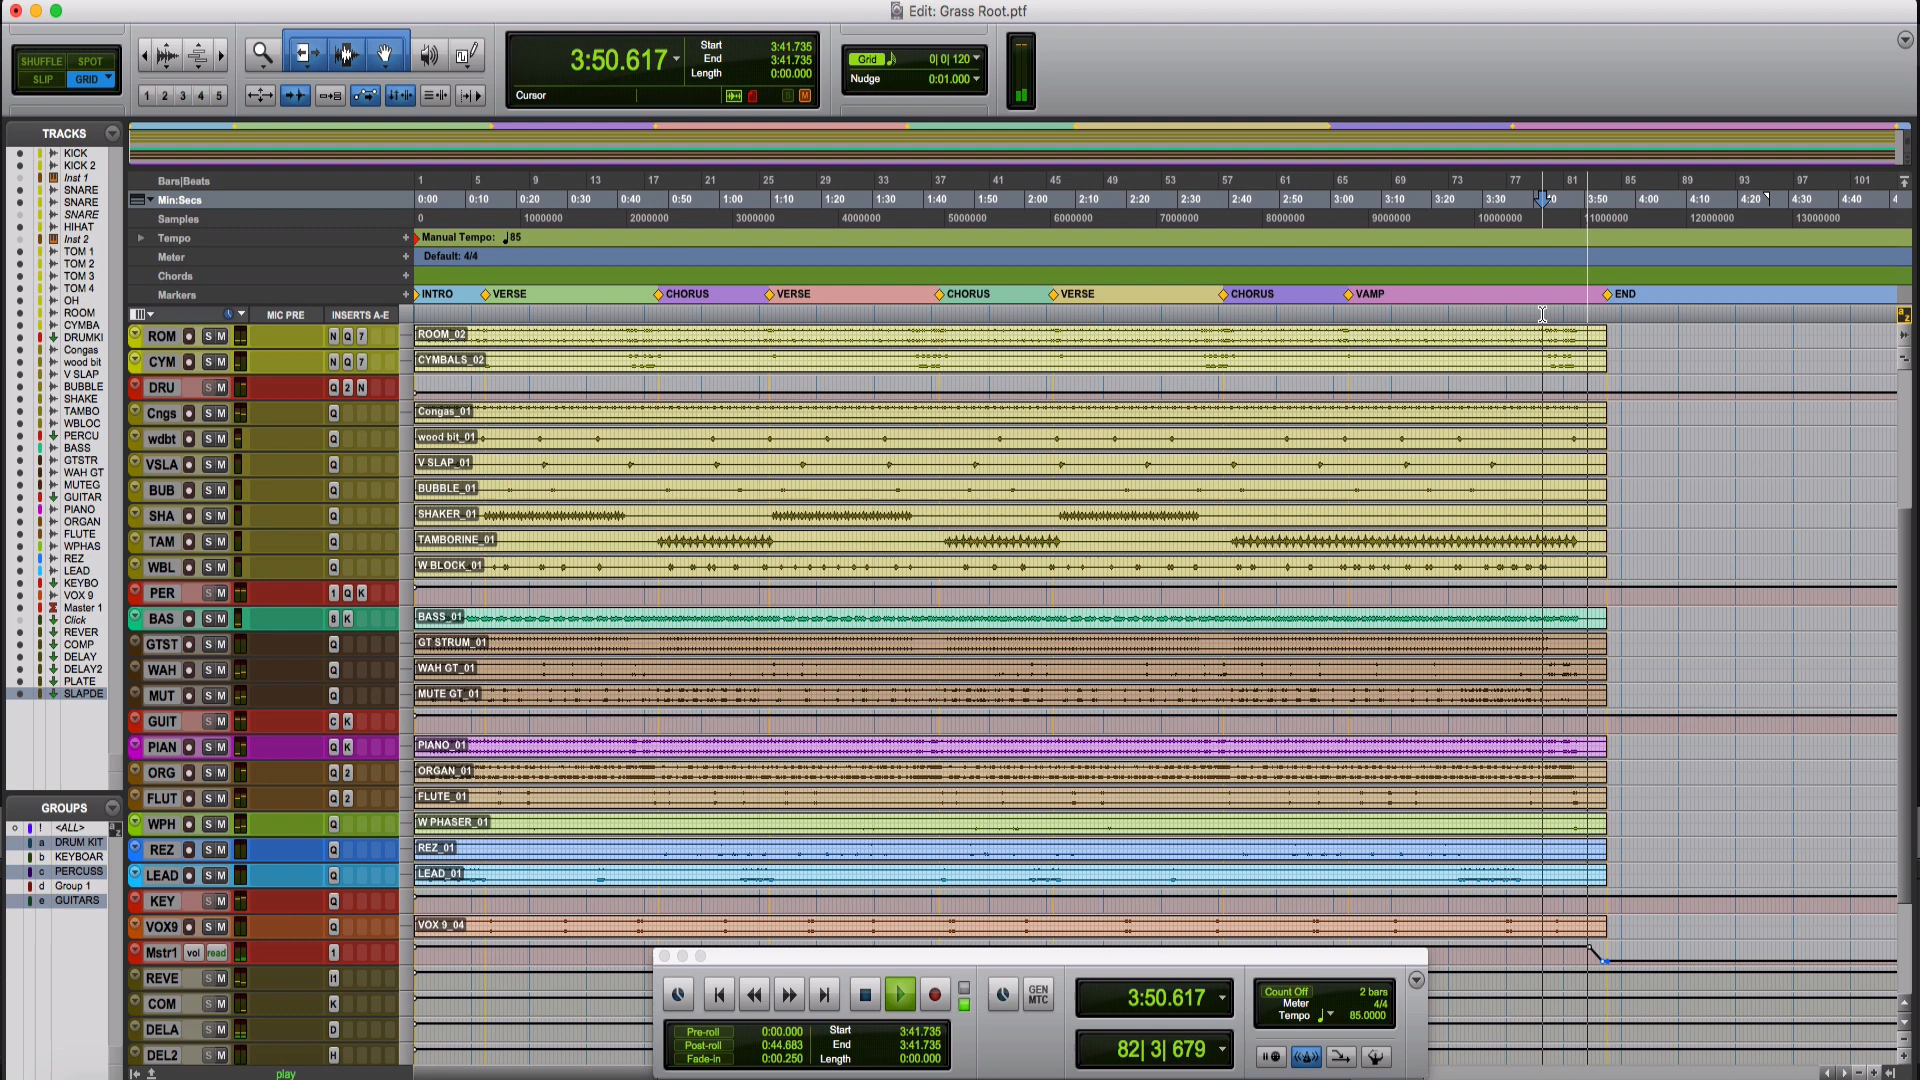 Edit: Grass Root.ptf
SHUFFLE SPOT
SLIP GRID
1 2 3 4 5
3:50.617
Start 3:41.735
End 3:41.735
Length 0:00.000
Cursor
Grid 0| 0| 120
Nudge 0:01.000
TRACKS
KICK
KICK 2
Inst 1
SNARE
SNARE
SNARE
HIHAT
Inst 2
TOM 1
TOM 2
TOM 3
TOM 4
OH
ROOM
CYMBA
DRUMKI
Congas
wood bit
V SLAP
BUBBLE
SHAKE
TAMBO
WBLOC
PERCU
BASS
GTSTR
WAH GT
MUTEG
GUITAR
PIANO
ORGAN
FLUTE
WPHAS
REZ
LEAD
KEYBO
VOX 9
Master 1
Click
REVER
COMP
DELAY
DELAY2
PLATE
SLAPDE
GROUPS
! <ALL>
a DRUM KIT
b KEYBOAR
c PERCUSS
d Group 1
e GUITARS
Bars|Beats 1 5 9 13 17 21 25 29 33 37 41 45 49 53 57 61 65 69 73 77 81 85 89 93 97 101
Min:Secs 0:00 0:10 0:20 0:30 0:40 0:50 1:00 1:10 1:20 1:30 1:40 1:50 2:00 2:10 2:20 2:30 2:40 2:50 3:00 3:10 3:20 3:30 3:50 4:00 4:10 4:20 4:30 4:40 4
Samples 0 1000000 2000000 3000000 4000000 5000000 6000000 7000000 8000000 9000000 10000000 11000000 12000000 13000000
Tempo + Manual Tempo: 85
Meter + Default: 4/4
Chords +
Markers + INTRO VERSE CHORUS VERSE CHORUS VERSE CHORUS VAMP END
MIC PRE INSERTS A-E
ROM S M N Q 7 ROOM_02
CYM S M N Q 7 CYMBALS_02
DRU S M Q 2 N
Cngs S M Q Congas_01
wdbt S M Q wood bit_01
VSLA S M Q V SLAP_01
BUB S M Q BUBBLE_01
SHA S M Q SHAKER_01
TAM S M Q TAMBORINE_01
WBL S M Q W BLOCK_01
PER S M 1 Q K
BAS S M 8 K BASS_01
GTST S M Q GT STRUM_01
WAH S M Q WAH GT_01
MUT S M Q MUTE GT_01
GUIT S M C K
PIAN S M Q K PIANO_01
ORG S M Q 2 ORGAN_01
FLUT S M Q 2 FLUTE_01
WPH S M Q W PHASER_01
REZ S M Q REZ_01
LEAD S M Q LEAD_01
KEY S M Q
VOX9 S M Q VOX 9_04
Mstr1 vol read 1
REVE S M H
COM S M K
DELA S M D
DEL2 S M H
play
GEN
MTC
Pre-roll 0:00.000
Post-roll 0:44.683
Fade-in 0:00.250
Start 3:41.735
End 3:41.735
Length 0:00.000
3:50.617
82| 3| 679
Count Off 2 bars
Meter 4/4
Tempo 85.0000